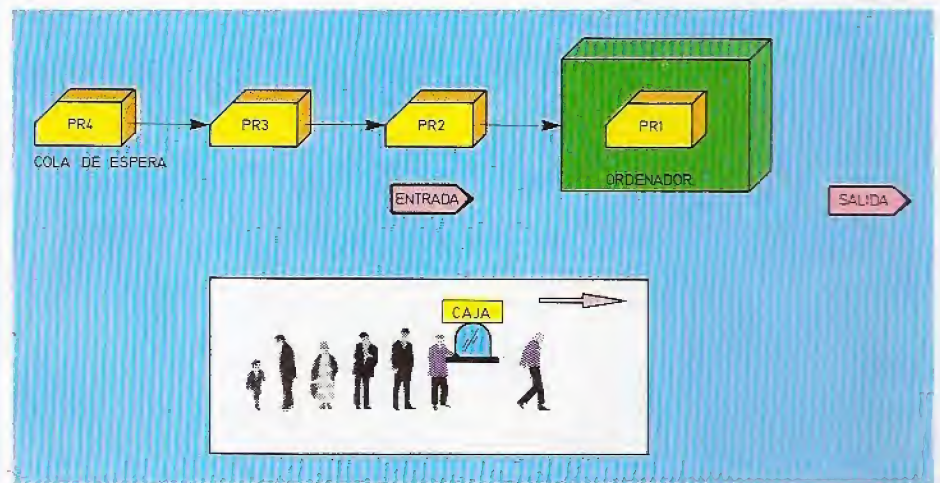 PR4
PR3
PR2
PR1
COLA DE ESPERA
ORDENADOR
ENTRADA
SALIDA
CAJA